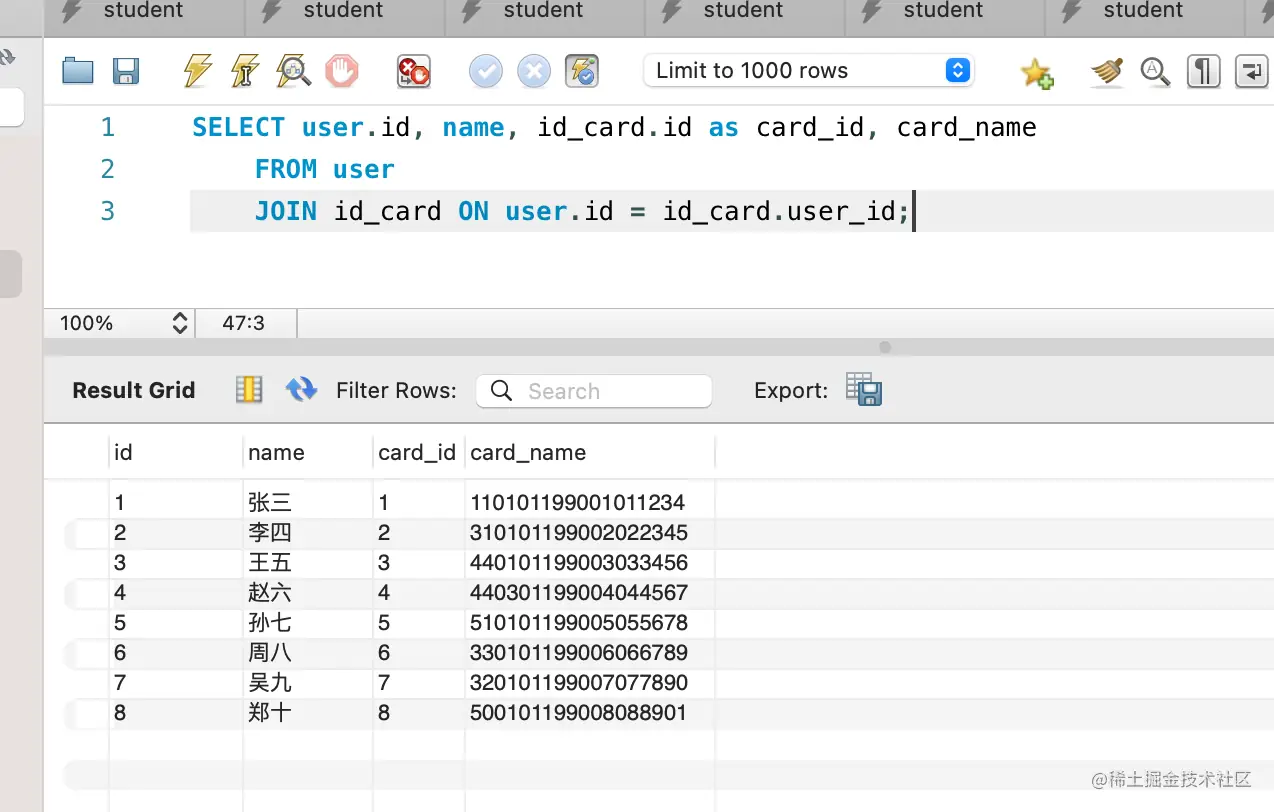 student student student student student student
Limit to 1000 rows
1 SELECT user.id, name, id_card.id as card_id, card_name
2 FROM user
3 JOIN id_card ON user.id = id_card.user_id;
100% 47:3
Result Grid Filter Rows: Search Export:
id name card_id card_name
1 张三 1 110101199001011234
2 李四 2 310101199002022345
3 王五 3 440101199003033456
4 赵六 4 440301199004044567
5 孙七 5 510101199005055678
6 周八 6 330101199006066789
7 吴九 7 320101199007077890
8 郑十 8 500101199008088901
@稀土掘金技术社区